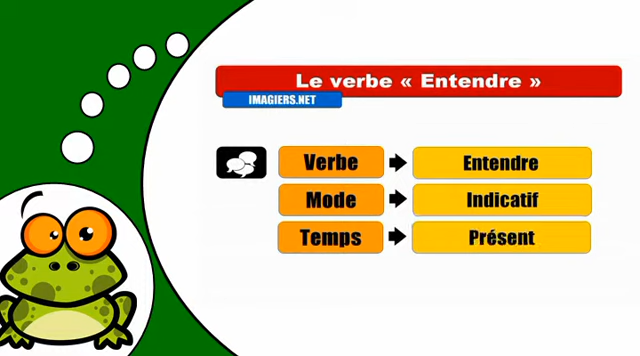 Le verbe « Entendre »
IMAGIERS.NET
Verbe Entendre
Mode Indicatif
Temps Présent